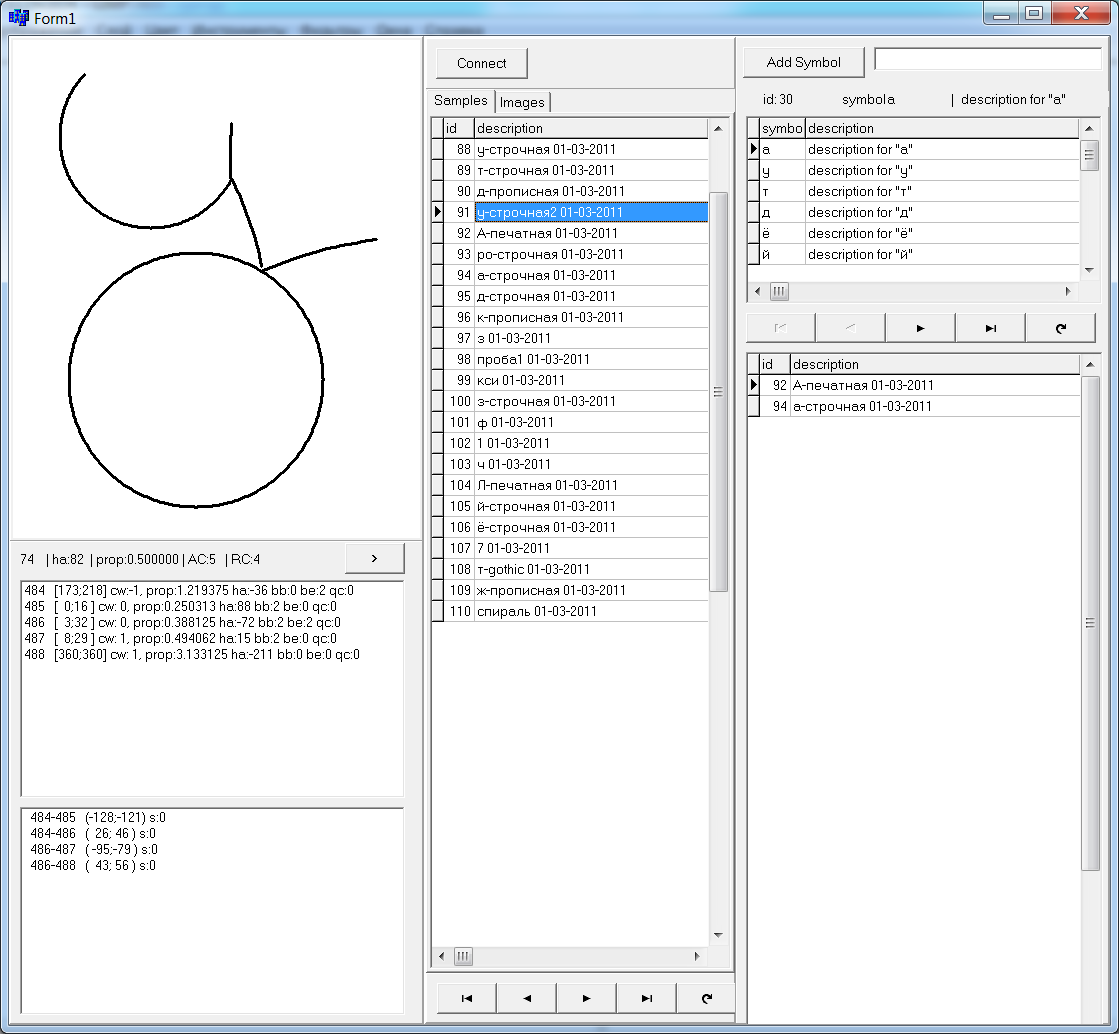 Form1
74 | ha:82 | prop:0.500000 | AC:5 | RC:4
>
484 [173;218] cw:-1, prop:1.219375 ha:-36 bb:0 be:2 qc:0
485 [ 0;16 ] cw: 0, prop:0.250313 ha:88 bb:2 be:0 qc:0
486 [ 3;32 ] cw: 0, prop:0.388125 ha:-72 bb:2 be:2 qc:0
487 [ 8;29 ] cw: 1, prop:0.494062 ha:15 bb:2 be:0 qc:0
488 [360;360] cw: 1, prop:3.133125 ha:-211 bb:0 be:0 qc:0
484-485 (-128;-121) s:0
484-486 ( 26; 46 ) s:0
486-487 ( -95;-79 ) s:0
486-488 ( 43; 56 ) s:0
Connect
Samples Images
id description
88 у-строчная 01-03-2011
89 т-строчная 01-03-2011
90 д-прописная 01-03-2011
91 у-строчная2 01-03-2011
92 А-печатная 01-03-2011
93 ро-строчная 01-03-2011
94 а-строчная 01-03-2011
95 д-строчная 01-03-2011
96 к-прописная 01-03-2011
97 з 01-03-2011
98 проба1 01-03-2011
99 кси 01-03-2011
100 з-строчная 01-03-2011
101 ф 01-03-2011
102 1 01-03-2011
103 ч 01-03-2011
104 Л-печатная 01-03-2011
105 й-строчная 01-03-2011
106 ё-строчная 01-03-2011
107 7 01-03-2011
108 т-gothic 01-03-2011
109 ж-прописная 01-03-2011
110 спираль 01-03-2011
Add Symbol
id: 30 symbol а | description for "а"
symbo description
а description for "а"
у description for "у"
т description for "т"
д description for "д"
ё description for "ё"
й description for "й"
id description
92 А-печатная 01-03-2011
94 а-строчная 01-03-2011